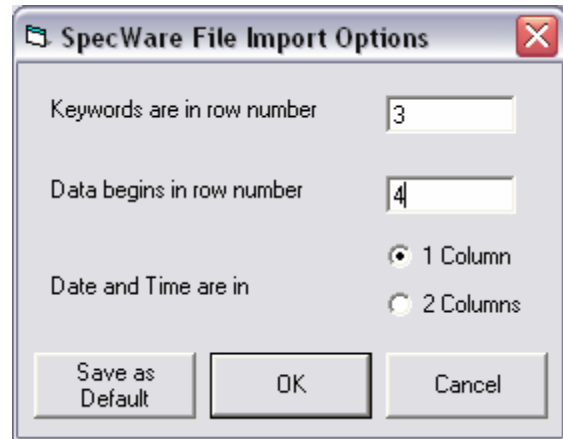 SpecWare File Import Options
Keywords are in row number 3
Data begins in row number 4
Date and Time are in
1 Column
2 Columns
Save as
Default
OK
Cancel